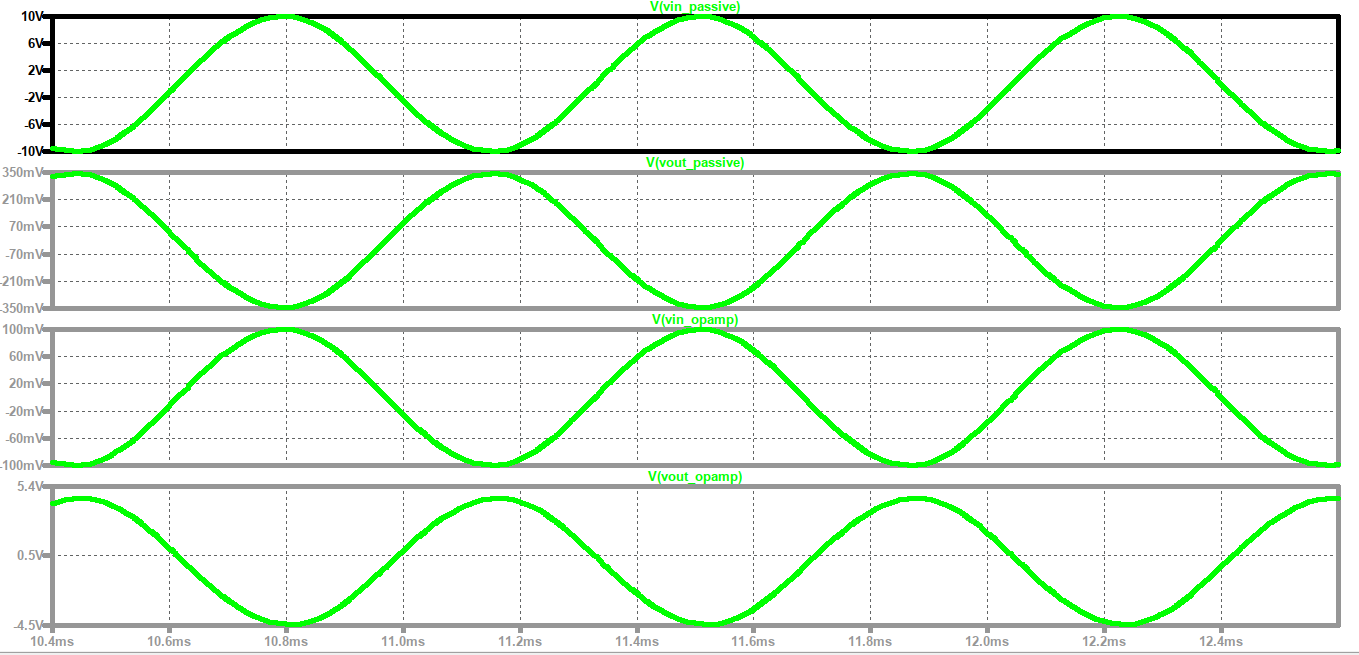 V(vin_passive)
10V
6V
2V
-2V
-6V
-10V
V(vout_passive)
350mV
210mV
70mV
-70mV
-210mV
-350mV
V(vin_opamp)
100mV
60mV
20mV
-20mV
-60mV
-100mV
V(vout_opamp)
5.4V
0.5V
-4.5V
10.4ms 10.6ms 10.8ms 11.0ms 11.2ms 11.4ms 11.6ms 11.8ms 12.0ms 12.2ms 12.4ms